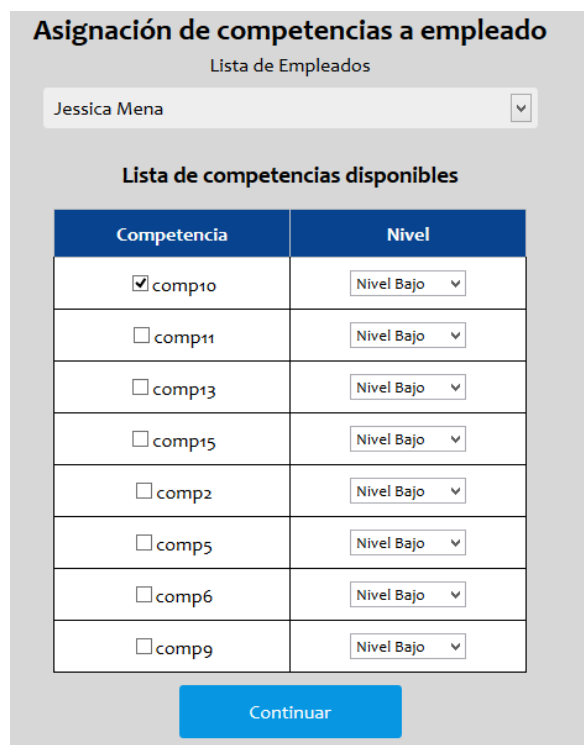 Asignación de competencias a empleado
Lista de Empleados
Jessica Mena
Lista de competencias disponibles
Competencia Nivel
comp10 Nivel Bajo
comp11 Nivel Bajo
comp13 Nivel Bajo
comp15 Nivel Bajo
comp2 Nivel Bajo
comp5 Nivel Bajo
comp6 Nivel Bajo
comp9 Nivel Bajo
Continuar